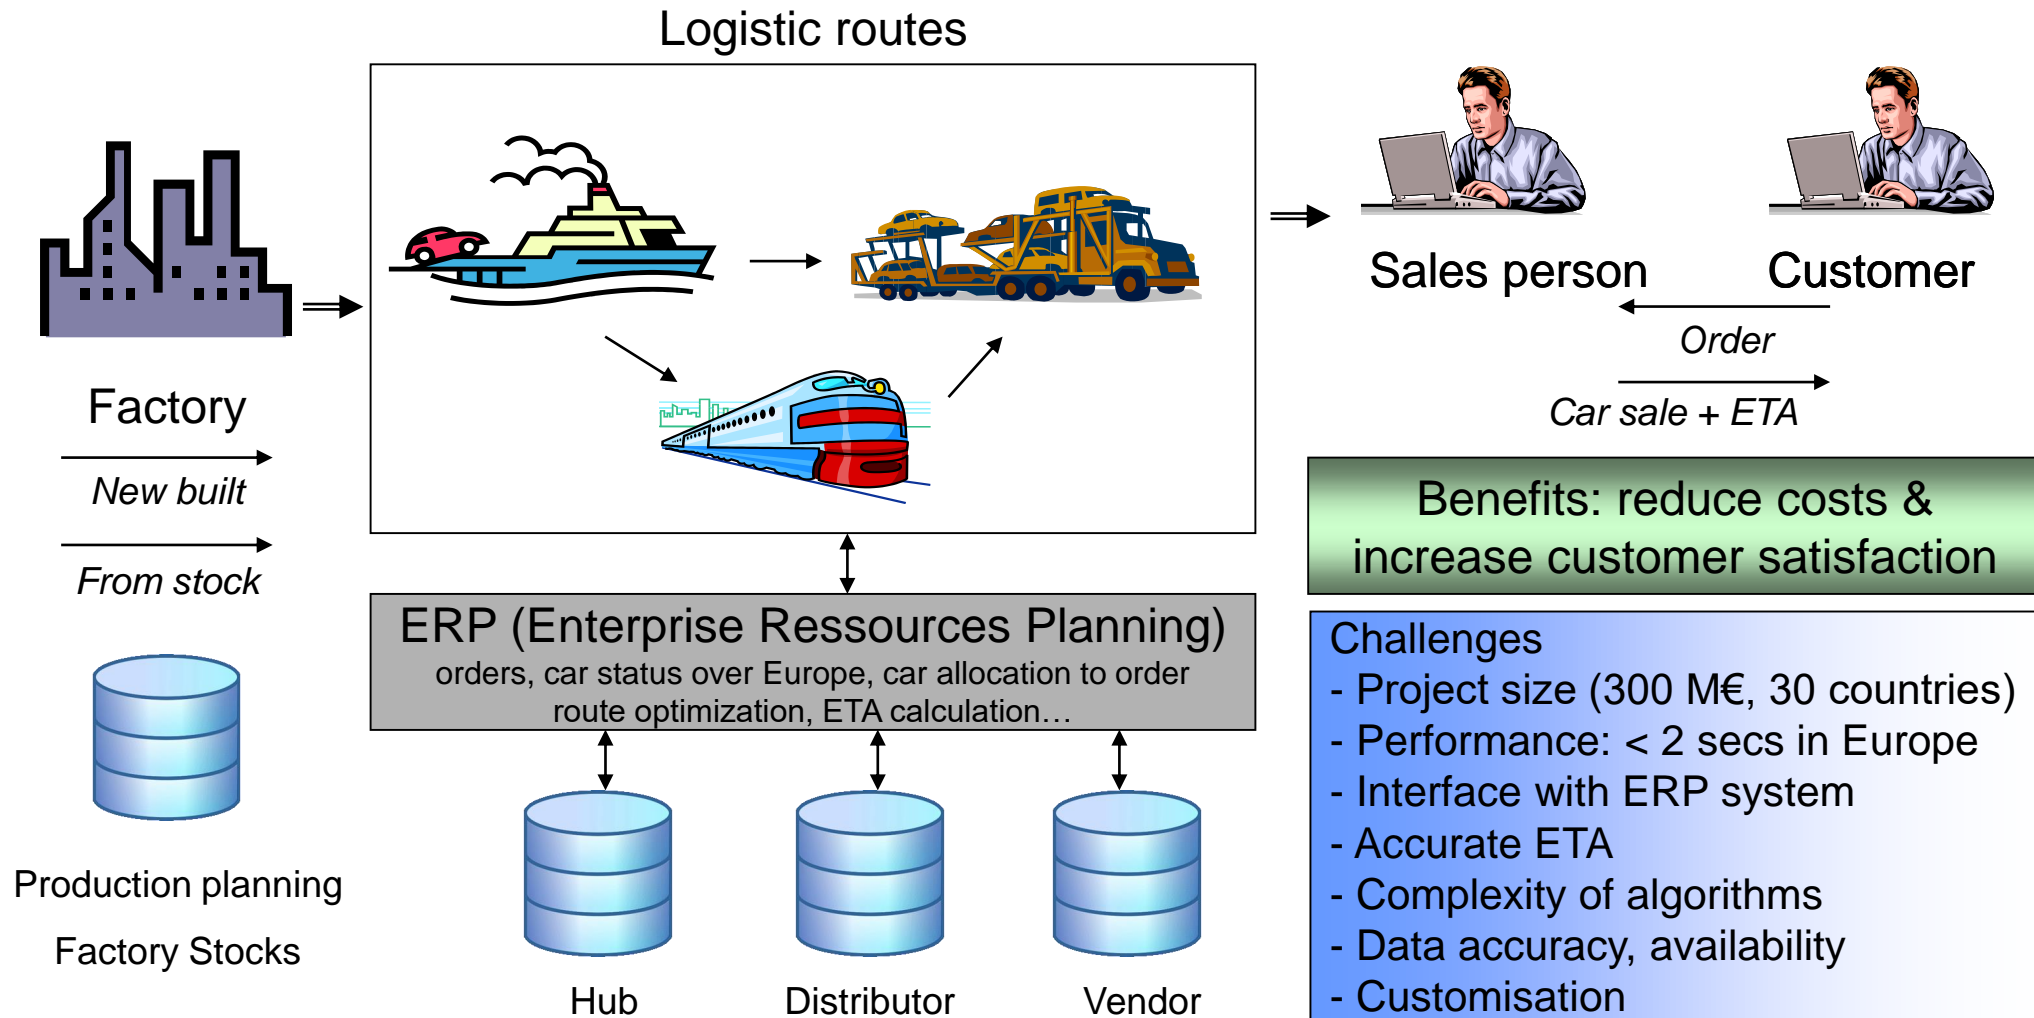 Logistic routes
Factory
New built
From stock
Production planning
Factory Stocks
ERP (Enterprise Ressources Planning)
orders, car status over Europe, car allocation to order
route optimization, ETA calculation…
Hub
Distributor
Vendor
Sales person
Customer
Order
Car sale + ETA
Benefits: reduce costs &
increase customer satisfaction
Challenges
- Project size (300 M€, 30 countries)
- Performance: < 2 secs in Europe
- Interface with ERP system
- Accurate ETA
- Complexity of algorithms
- Data accuracy, availability
- Customisation